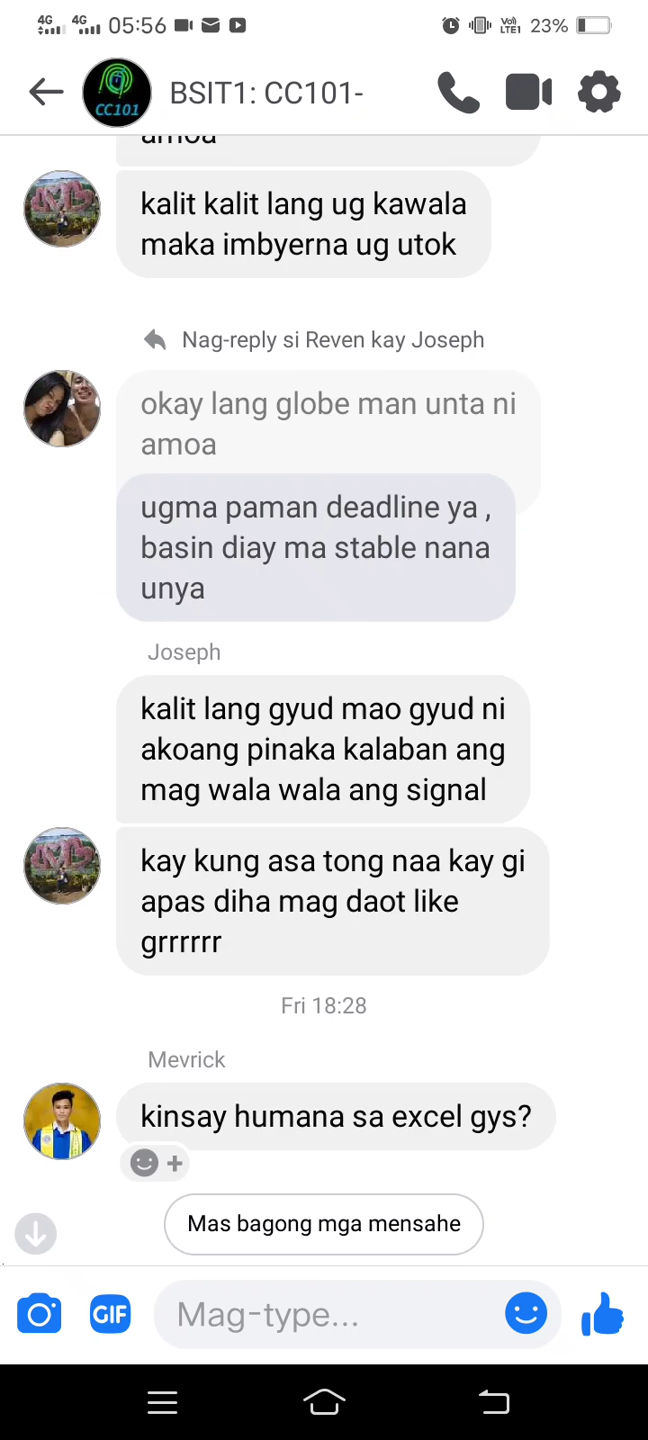 4G 4G 05:56 VoD LTE1 23%
CC101
BSIT1: CC101-
amoa
kalit kalit lang ug kawala
maka imbyerna ug utok
Nag-reply si Reven kay Joseph
okay lang globe man unta ni
amoa
ugma paman deadline ya ,
basin diay ma stable nana
unya
Joseph
kalit lang gyud mao gyud ni
akoang pinaka kalaban ang
mag wala wala ang signal
kay kung asa tong naa kay gi
apas diha mag daot like
grrrrrr
Fri 18:28
Mevrick
kinsay humana sa excel gys?
Mas bagong mga mensahe
GIF
Mag-type...